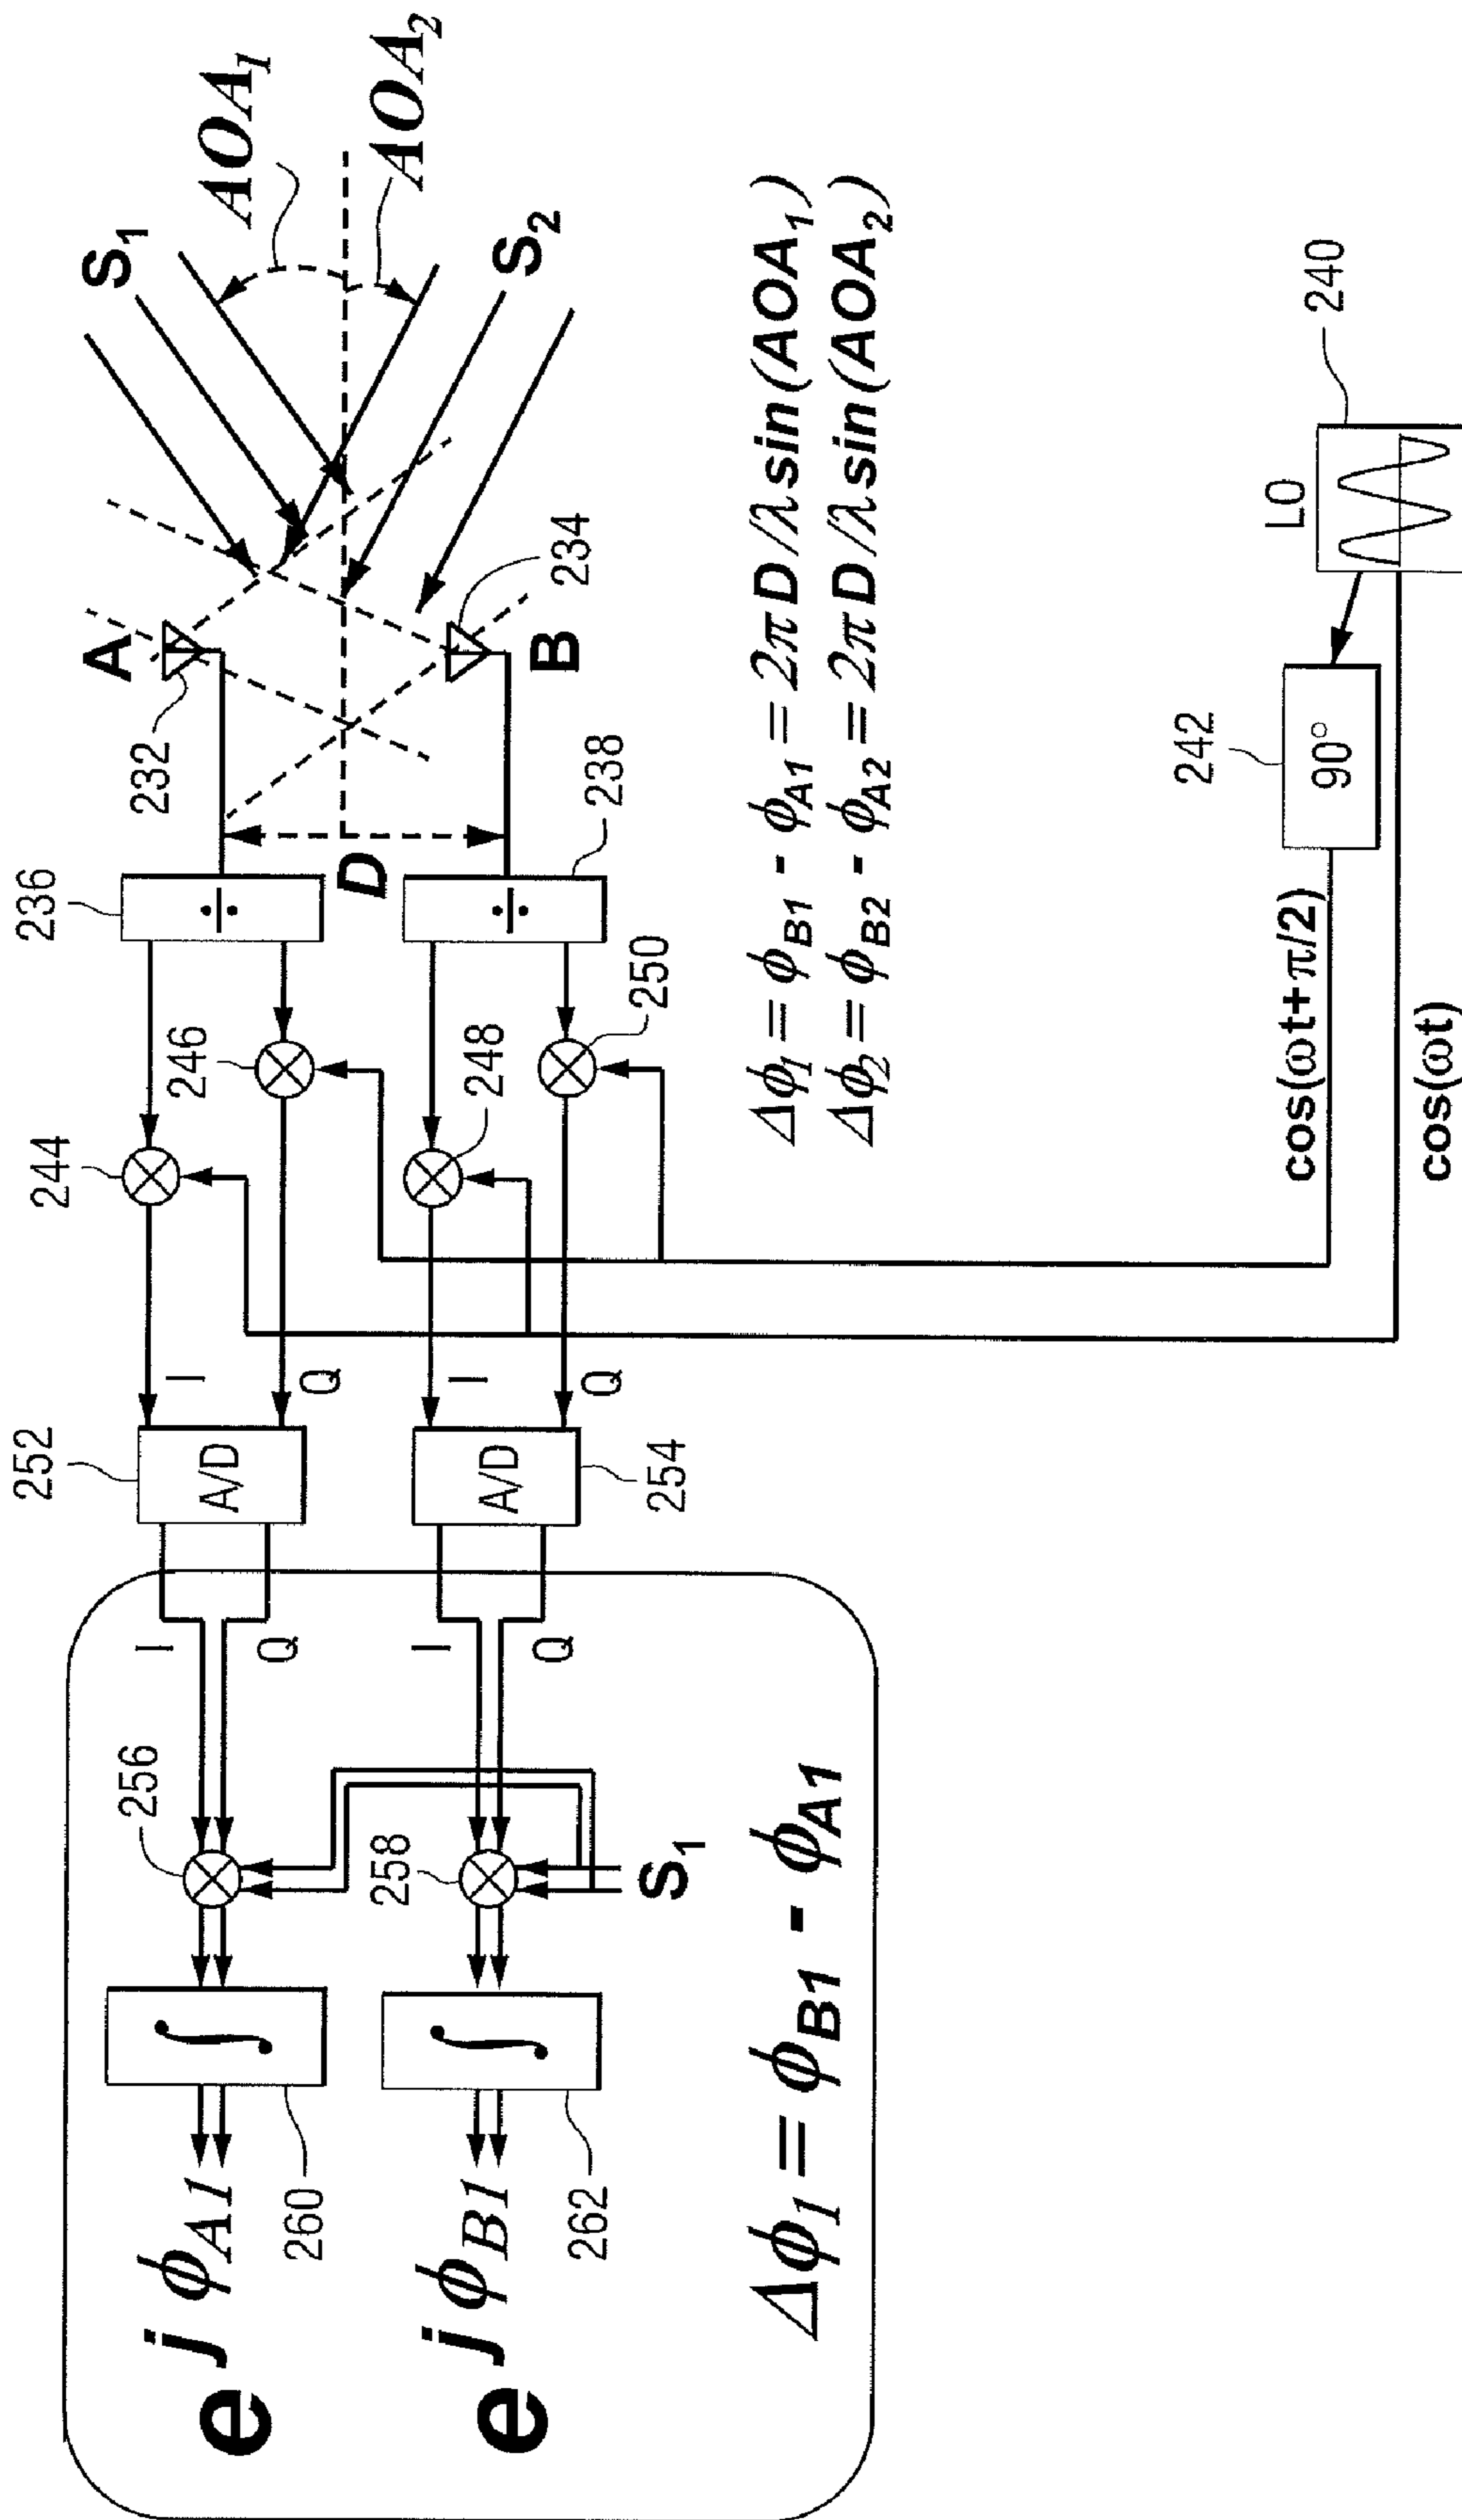 e jϕA1
260
256
I
Q
252
A/D
I
Q
244
246
236
÷
232
A
S1
AOA1
AOA2
D
e jϕB1
262
258
S1
I
Q
254
A/D
I
Q
248
250
238
÷
B
234
S2
Δϕ1 = ϕB1 - ϕA1
Δϕ1 = ϕB1 - ϕA1 = 2πD/λsin(AOA1)
Δϕ2 = ϕB2 - ϕA2 = 2πD/λsin(AOA2)
cos(ωt+π/2)
242
90°
cos(ωt)
LO
240
∫
∫